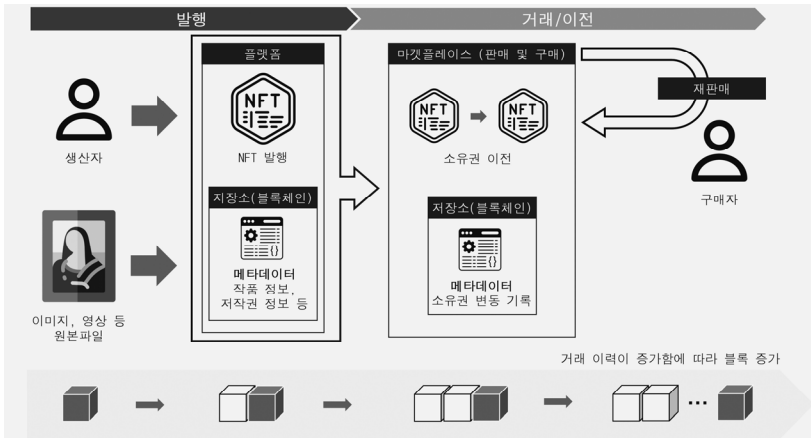 발행
거래/이전
플랫폼
마켓플레이스 (판매 및 구매)
재판매
NFT
NFT
NFT
생산자
NFT 발행
소유권 이전
구매자
지장소(블록체인)
저장소(블록체인)
{}
{}
메타데이터
작품 정보,
저작권 정보 등
메타데이터
소유권 변동 기록
이미지, 영상 등
원본파일
거래 이력이 증가함에 따라 블록 증가
...